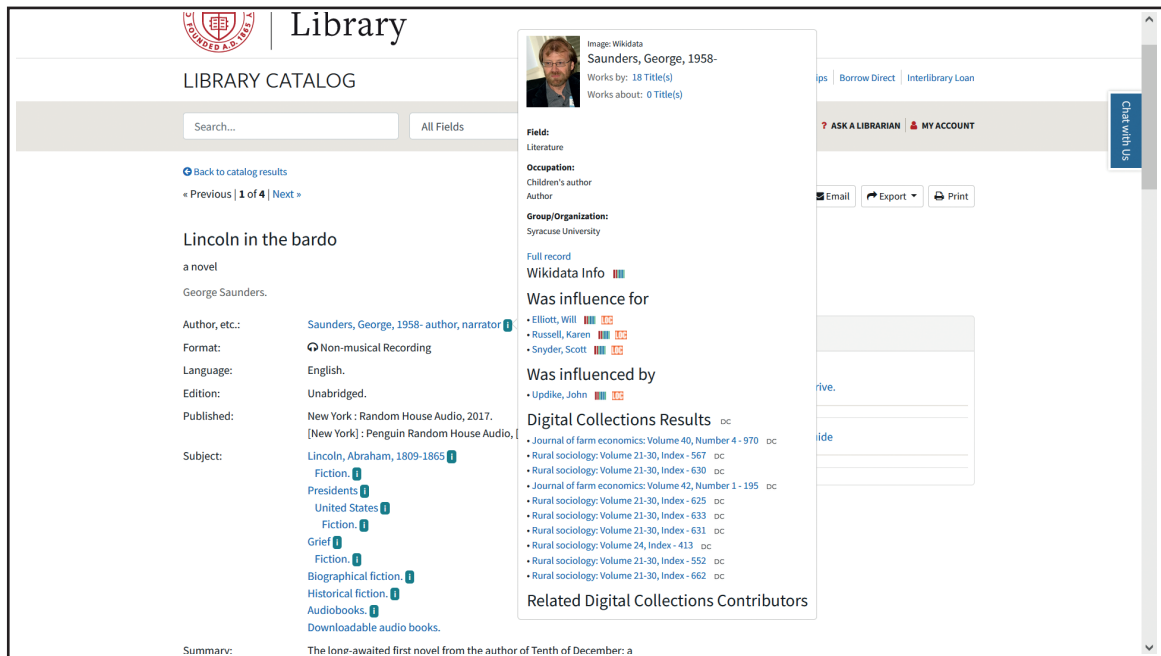 FOUNDED A.D. 1865
Library
LIBRARY CATALOG
ips | Borrow Direct | Interlibrary Loan
Search...
All Fields
? ASK A LIBRARIAN | MY ACCOUNT
Chat with Us
Back to catalog results
« Previous | 1 of 4 | Next »
Email
Export
Print
Lincoln in the bardo
a novel
George Saunders.
Author, etc.: Saunders, George, 1958- author, narrator i
Format: Non-musical Recording
Language: English.
Edition: Unabridged.
Published: New York : Random House Audio, 2017.
[New York] : Penguin Random House Audio, [
Subject: Lincoln, Abraham, 1809-1865 i
Fiction. i
Presidents i
United States i
Fiction. i
Grief i
Fiction. i
Biographical fiction. i
Historical fiction. i
Audiobooks. i
Downloadable audio books.
Summary: The long-awaited first novel from the author of Tenth of December: a
Image: Wikidata
Saunders, George, 1958-
Works by: 18 Title(s)
Works about: 0 Title(s)
Field:
Literature
Occupation:
Children's author
Author
Group/Organization:
Syracuse University
Full record
Wikidata Info
Was influence for
• Elliott, Will LOC
• Russell, Karen LOC
• Snyder, Scott LOC
Was influenced by
• Updike, John LOC
Digital Collections Results DC
• Journal of farm economics: Volume 40, Number 4 - 970 DC
• Rural sociology: Volume 21-30, Index - 567 DC
• Rural sociology: Volume 21-30, Index - 630 DC
• Journal of farm economics: Volume 42, Number 1 - 195 DC
• Rural sociology: Volume 21-30, Index - 625 DC
• Rural sociology: Volume 21-30, Index - 633 DC
• Rural sociology: Volume 21-30, Index - 631 DC
• Rural sociology: Volume 24, Index - 413 DC
• Rural sociology: Volume 21-30, Index - 552 DC
• Rural sociology: Volume 21-30, Index - 662 DC
Related Digital Collections Contributors
rive.
ide